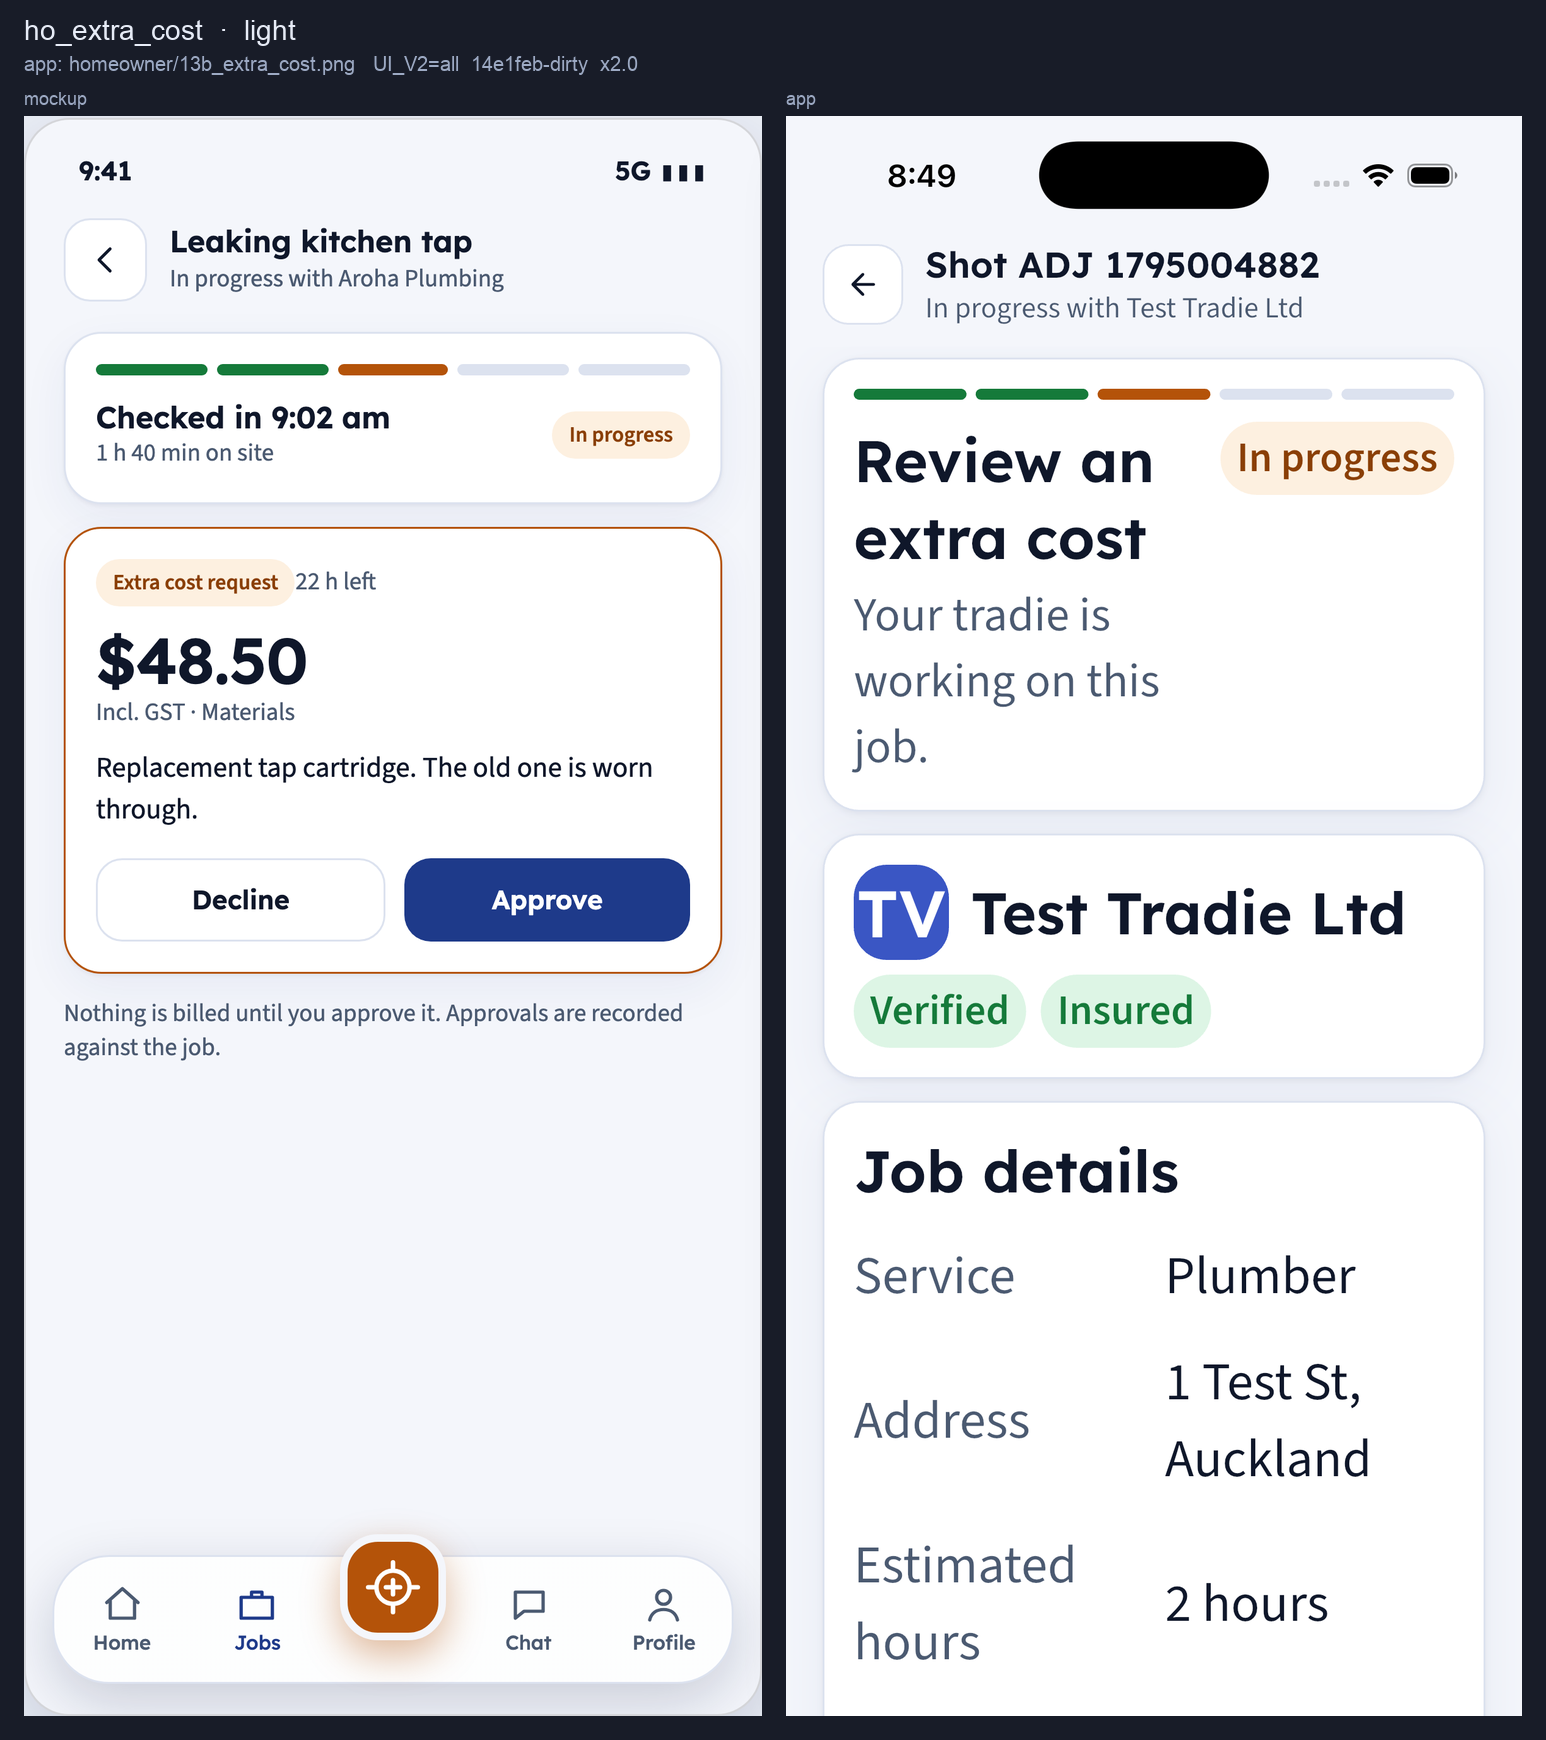 ho_extra_cost · light
app: homeowner/13b_extra_cost.png UI_V2=all 14e1feb-dirty x2.0
mockup
9:41
5G
Leaking kitchen tap
In progress with Aroha Plumbing
Checked in 9:02 am
1 h 40 min on site
In progress
Extra cost request
22 h left
$48.50
Incl. GST · Materials
Replacement tap cartridge. The old one is worn
through.
Decline
Approve
Nothing is billed until you approve it. Approvals are recorded
against the job.
Home
Jobs
Chat
Profile
app
8:49
Shot ADJ 1795004882
In progress with Test Tradie Ltd
Review an
extra cost
In progress
Your tradie is
working on this
job.
TV
Test Tradie Ltd
Verified
Insured
Job details
Service
Plumber
Address
1 Test St,
Auckland
Estimated
hours
2 hours